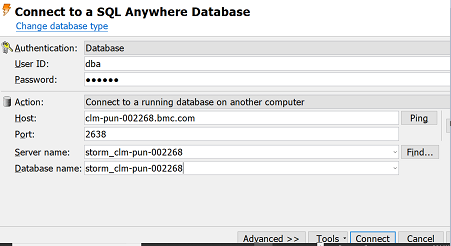 Connect to a SQL Anywhere Database
Change database type
Authentication: Database
User ID: dba
Password: ●●●●●●
Action: Connect to a running database on another computer
Host: clm-pun-002268.bmc.com Ping
Port: 2638
Server name: storm_clm-pun-002268 Find...
Database name: storm_clm-pun-002268
Advanced >> Tools Connect Cancel